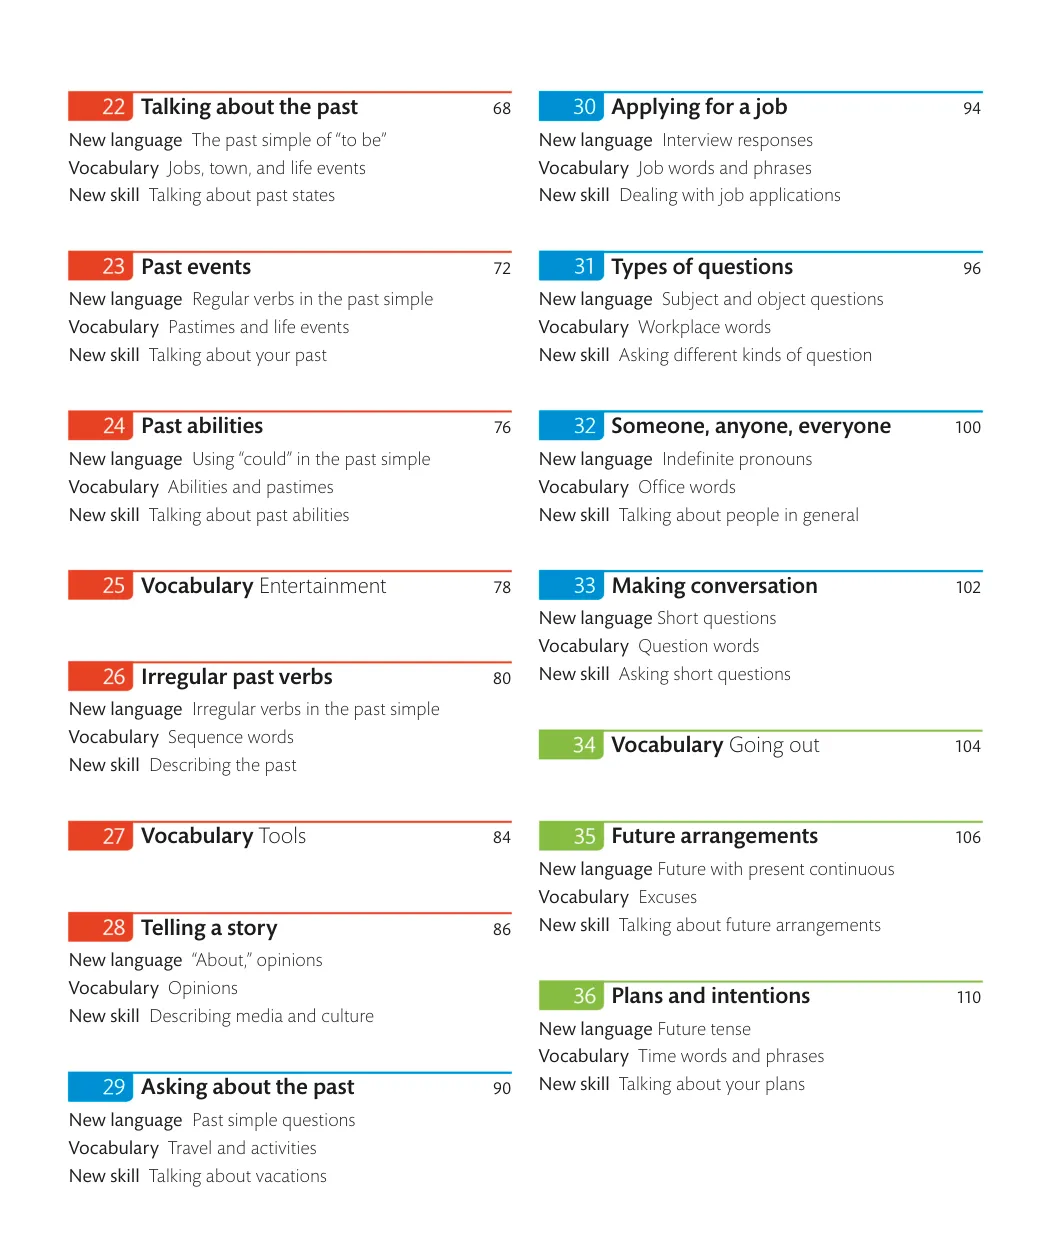 22 Talking about the past 68
New language The past simple of “to be”
Vocabulary Jobs, town, and life events
New skill Talking about past states
23 Past events 72
New language Regular verbs in the past simple
Vocabulary Pastimes and life events
New skill Talking about your past
24 Past abilities 76
New language Using “could” in the past simple
Vocabulary Abilities and pastimes
New skill Talking about past abilities
25 Vocabulary Entertainment 78
26 Irregular past verbs 80
New language Irregular verbs in the past simple
Vocabulary Sequence words
New skill Describing the past
27 Vocabulary Tools 84
28 Telling a story 86
New language “About,” opinions
Vocabulary Opinions
New skill Describing media and culture
29 Asking about the past 90
New language Past simple questions
Vocabulary Travel and activities
New skill Talking about vacations
30 Applying for a job 94
New language Interview responses
Vocabulary Job words and phrases
New skill Dealing with job applications
31 Types of questions 96
New language Subject and object questions
Vocabulary Workplace words
New skill Asking different kinds of question
32 Someone, anyone, everyone 100
New language Indefinite pronouns
Vocabulary Office words
New skill Talking about people in general
33 Making conversation 102
New language Short questions
Vocabulary Question words
New skill Asking short questions
34 Vocabulary Going out 104
35 Future arrangements 106
New language Future with present continuous
Vocabulary Excuses
New skill Talking about future arrangements
36 Plans and intentions 110
New language Future tense
Vocabulary Time words and phrases
New skill Talking about your plans